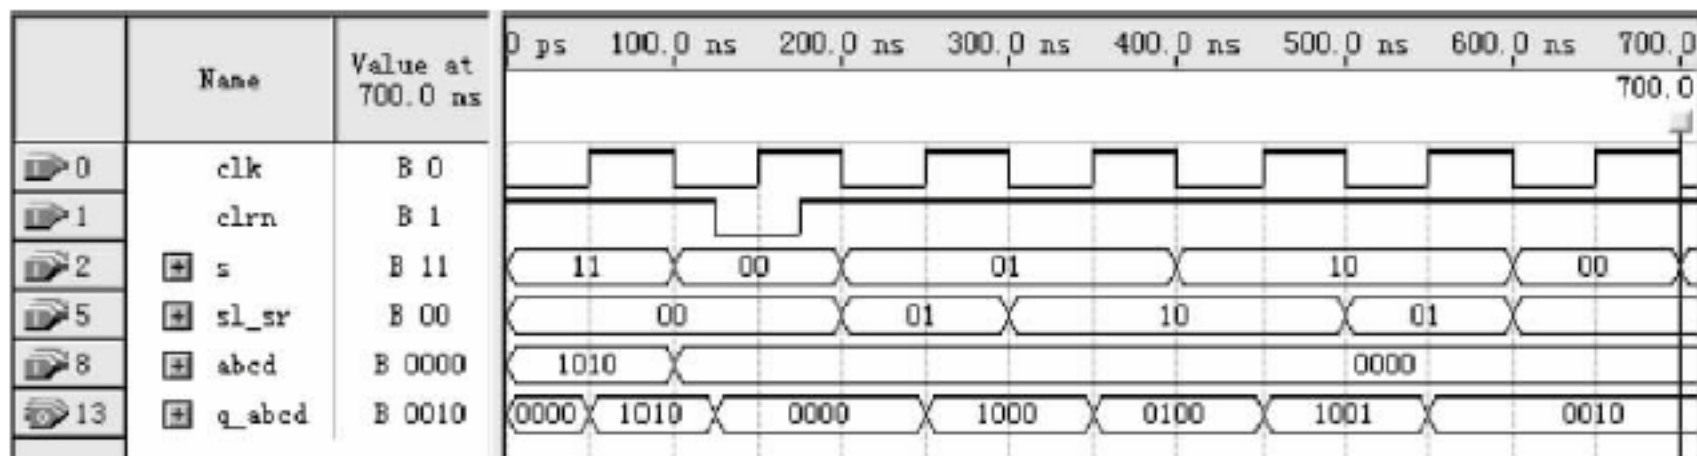 Name
Value at
700.0 ns
0 ps 100.0 ns 200.0 ns 300.0 ns 400.0 ns 500.0 ns 600.0 ns 700.0
700.0
0 clk B 0
1 clrn B 1
2 s B 11 11 00 01 10 00
5 sl_sr B 00 00 01 10 01
8 abcd B 0000 1010 0000
13 q_abcd B 0010 0000 1010 0000 1000 0100 1001 0010